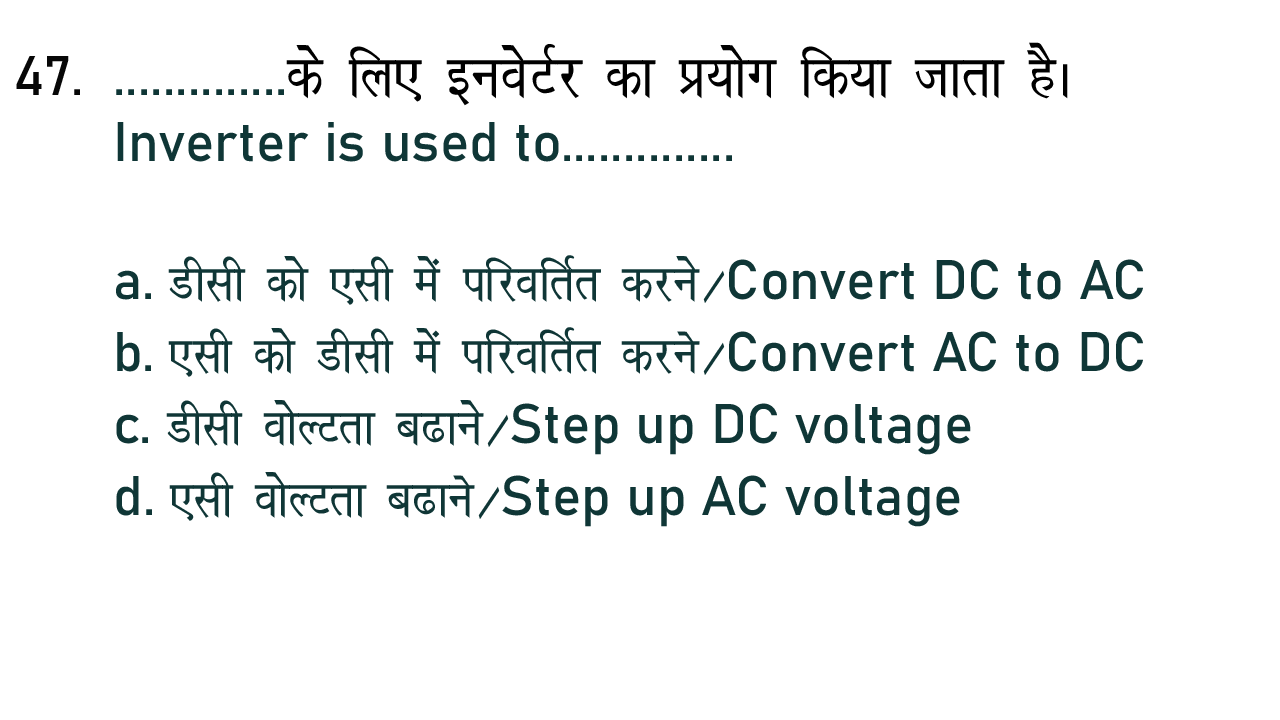 47. ..............के लिए इनवेर्टर का प्रयोग किया जाता है।
Inverter is used to..............
a. डीसी को एसी में परिवर्तित करने/Convert DC to AC
b. एसी को डीसी में परिवर्तित करने/Convert AC to DC
c. डीसी वोल्टता बढाने/Step up DC voltage
d. एसी वोल्टता बढाने/Step up AC voltage